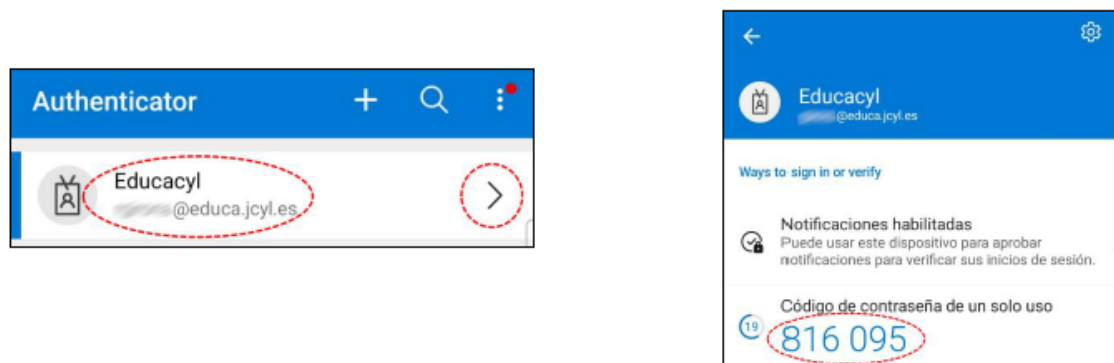 Authenticator
Educacyl
@educa.jcyl.es
Educacyl
@educa.jcyl.es
Ways to sign in or verify
Notificaciones habilitadas
Puede usar este dispositivo para aprobar
notificaciones para verificar sus inicios de sesión.
Código de contraseña de un solo uso
19
816 095